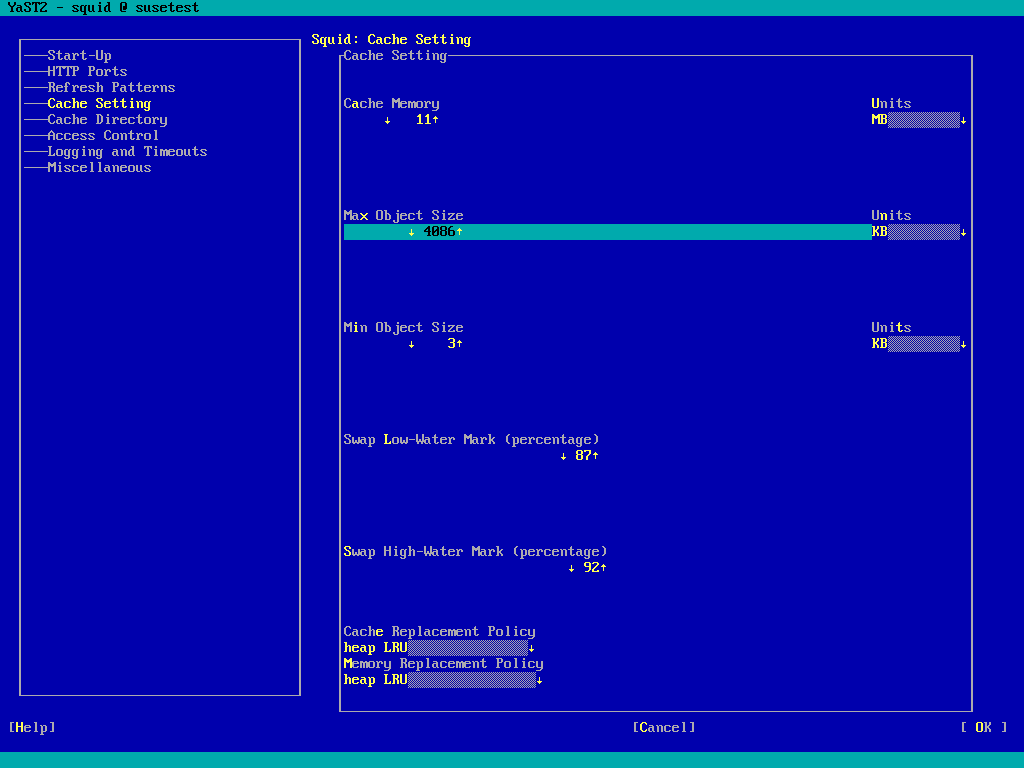 YaST2 - squid @ susetest
Squid: Cache Setting
Start-Up
HTTP Ports
Refresh Patterns
Cache Setting
Cache Directory
Access Control
Logging and Timeouts
Miscellaneous
Cache Setting
Cache Memory Units
↓ 11↑ MB ↓
Max Object Size Units
↓ 4086↑ KB ↓
Min Object Size Units
↓ 3↑ KB ↓
Swap Low-Water Mark (percentage)
↓ 87↑
Swap High-Water Mark (percentage)
↓ 92↑
Cache Replacement Policy
heap LRU ↓
Memory Replacement Policy
heap LRU ↓
[Help] [Cancel] [ OK ]